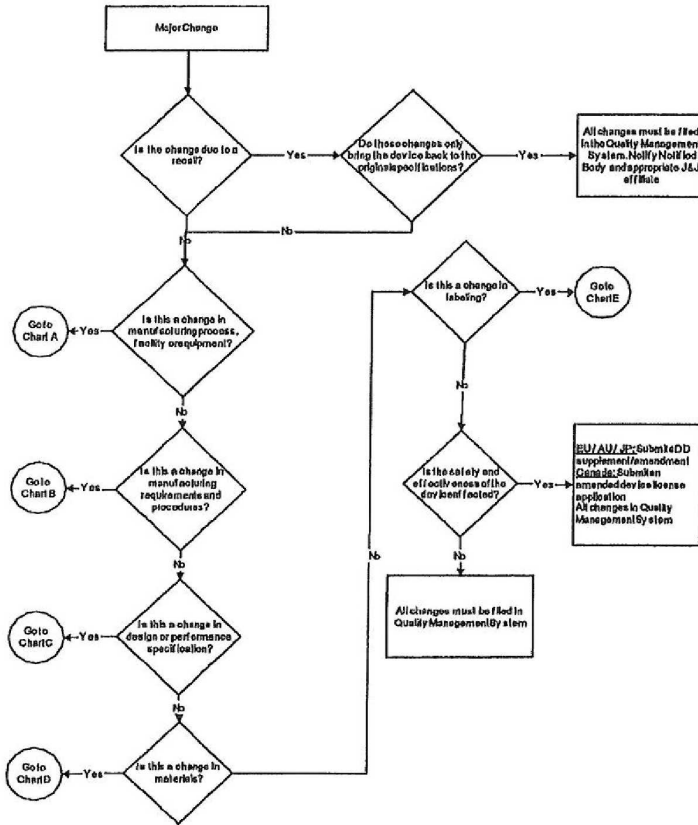 Major Change
Is the change due to a
recall?
Yes
Do these changes only
bring the device back to the
original specifications?
Yes
All changes must be filed
in the Quality Management
System. Notify Notified
Body and appropriate J&J
affiliate
No
No
Is this a change in
manufacturing process,
facility or equipment?
Yes
Go to
Chart A
No
Is this a change in
manufacturing
requirements and
procedures?
Yes
Go to
Chart B
No
Is this a change in
design or performance
specification?
Yes
Go to
Chart C
No
Is this a change in
materials?
Yes
Go to
Chart D
No
Is this a change in
labeling?
Yes
Go to
Chart E
No
Is the safety and
effectiveness of the
device affected?
Yes
EU / AU / JP: Submit
supplement/amendment
Canada: Submit an
amended device license
application
All changes in Quality
Management System
No
All changes must be filed in
Quality Management System